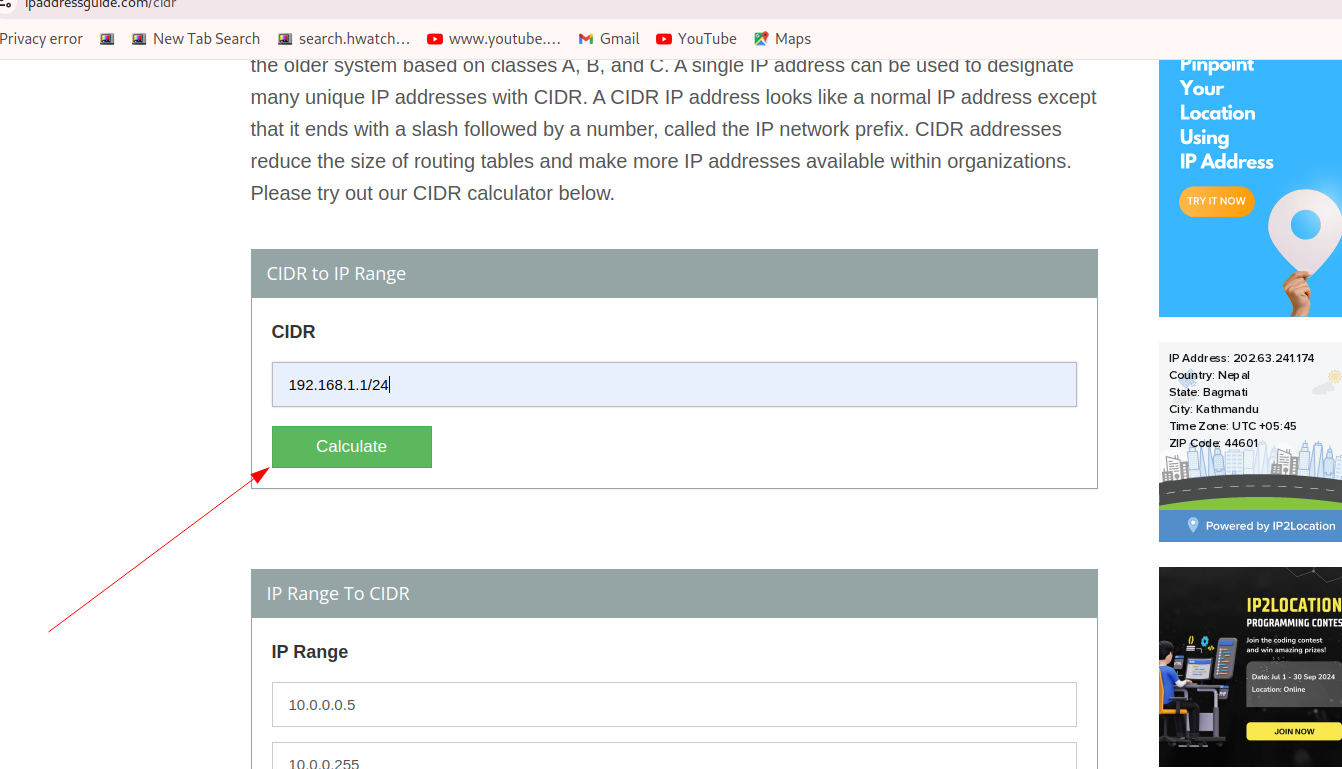 ipaddressguide.com/cidr
Privacy error
New Tab Search
search.hwatch...
www.youtube....
Gmail
YouTube
Maps
the older system based on classes A, B, and C. A single IP address can be used to designate
many unique IP addresses with CIDR. A CIDR IP address looks like a normal IP address except
that it ends with a slash followed by a number, called the IP network prefix. CIDR addresses
reduce the size of routing tables and make more IP addresses available within organizations.
Please try out our CIDR calculator below.
CIDR to IP Range
CIDR
192.168.1.1/24
Calculate
IP Range To CIDR
IP Range
10.0.0.0.5
10.0.0.255
Pinpoint
Your
Location
Using
IP Address
TRY IT NOW
IP Address: 202.63.241.174
Country: Nepal
State: Bagmati
City: Kathmandu
Time Zone: UTC +05:45
ZIP Code: 44601
Powered by IP2Location
IP2LOCATION
PROGRAMMING CONTES
Join the coding contest
and win amazing prizes!
Date: Jul 1 - 30 Sep 2024
Location: Online
JOIN NOW